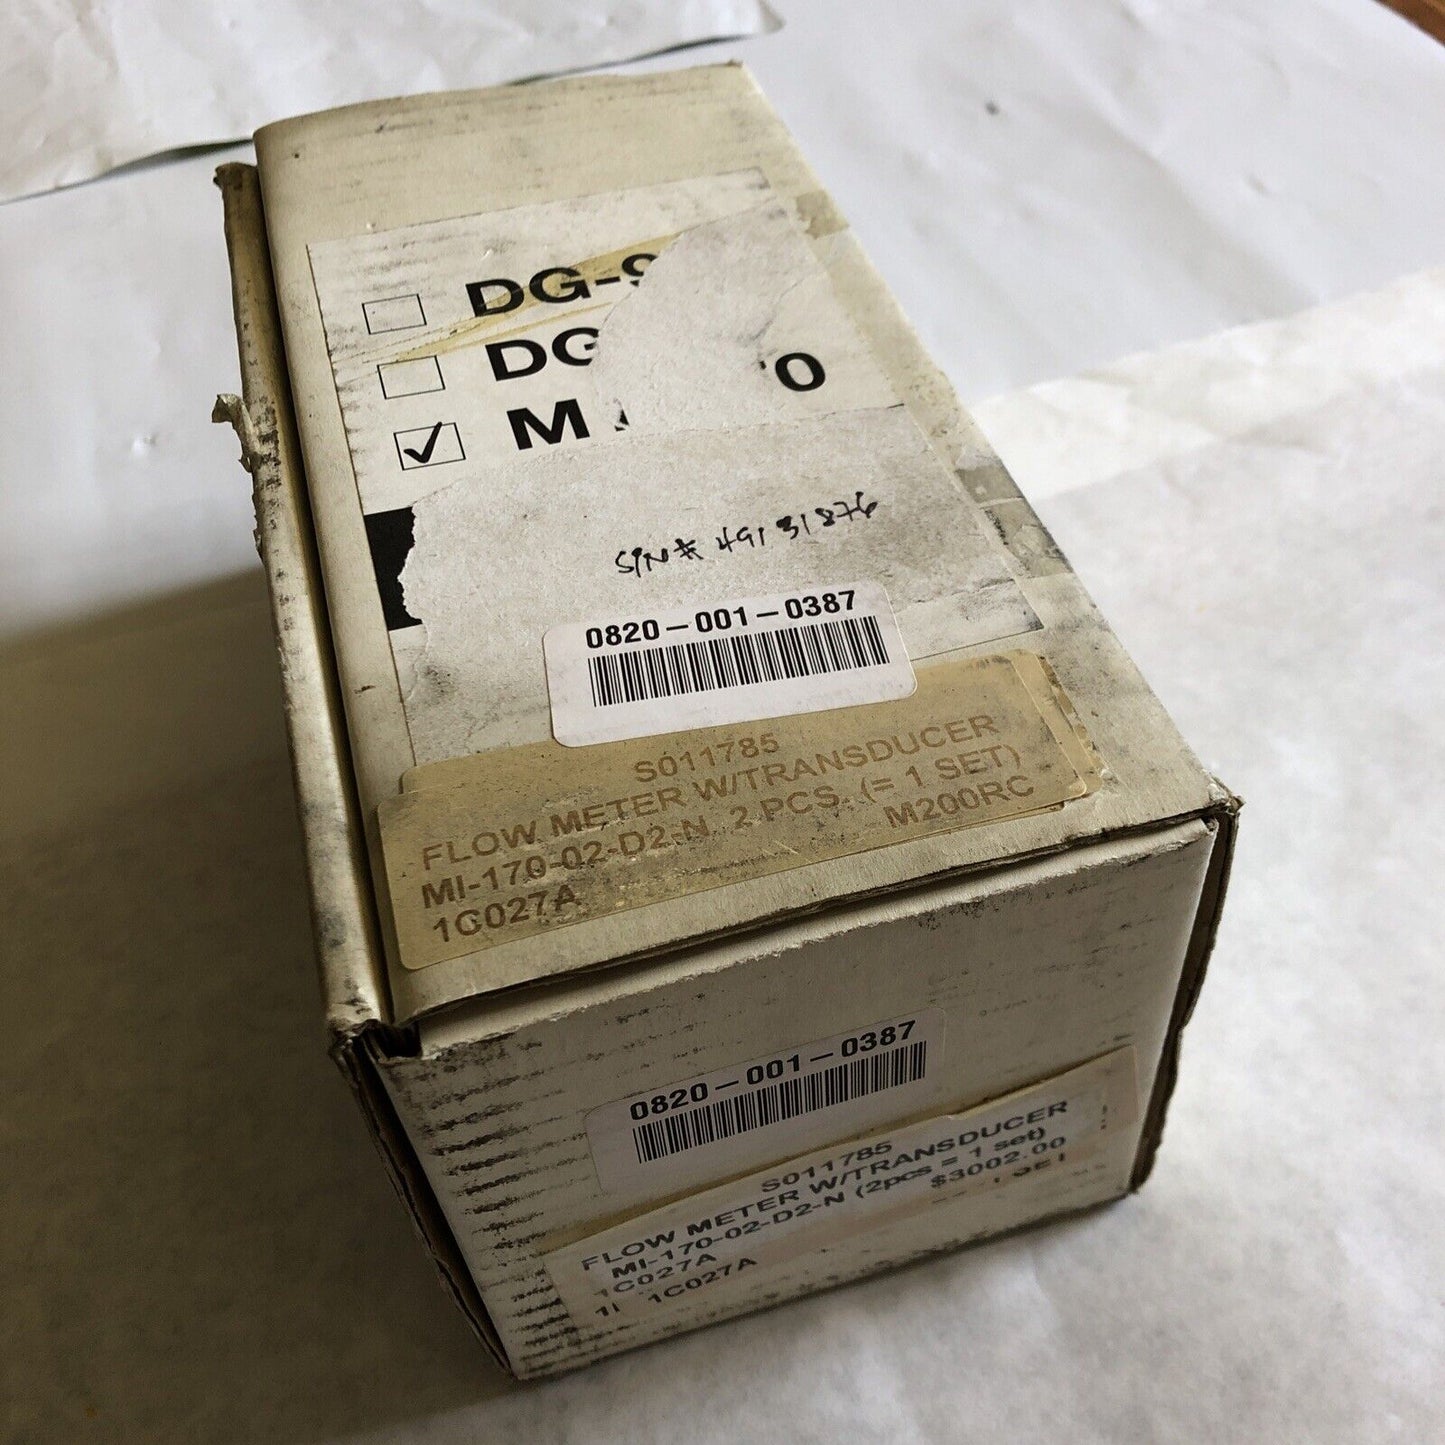 DG-
DG
M 0
S/N# 49131876
0820-001-0387
S011785
FLOW METER W/TRANSDUCER
MI-170-02-D2-N, 2 PCS. (= 1 SET)
1C027A M200RC
0820-001-0387
S011785
FLOW METER W/TRANSDUCER
MI-170-02-D2-N (2pcs = 1 set)
1C027A $3002.00
1C027A